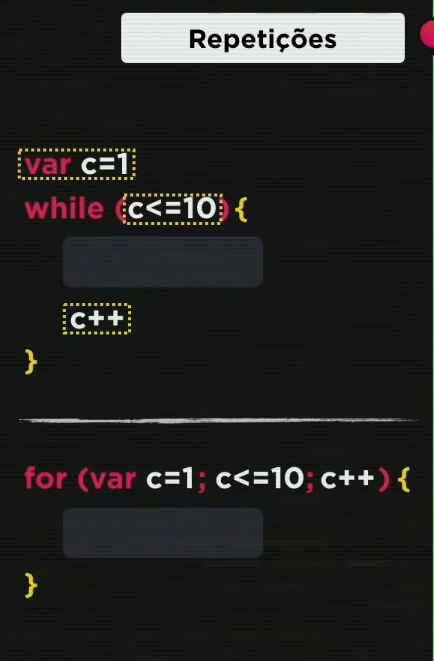 Repetições
var c=1
while (c<=10) {
c++
}
for (var c=1; c<=10; c++) {
}